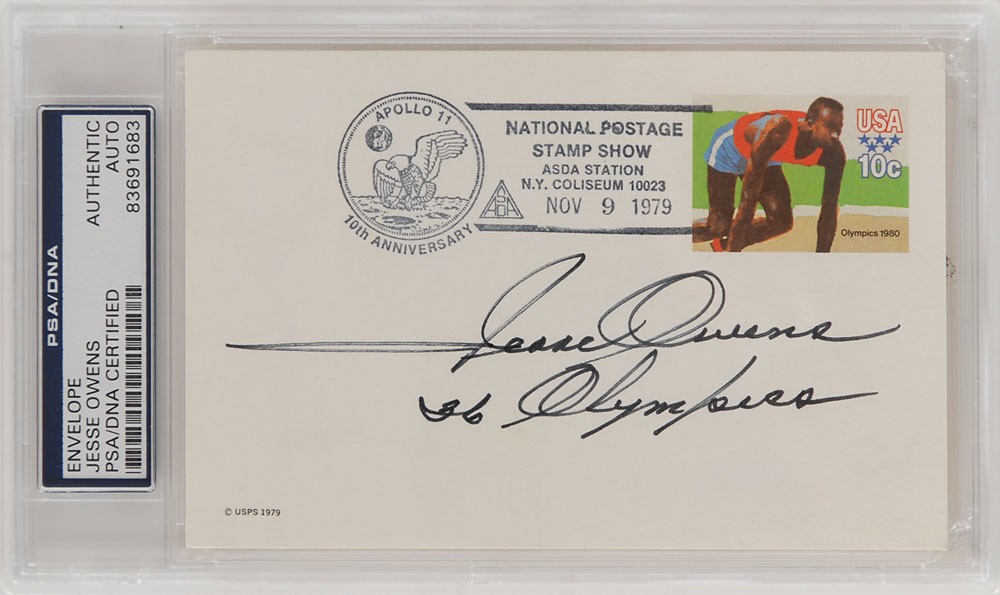 PSA/DNA
ENVELOPE
JESSE OWENS
PSA/DNA CERTIFIED
AUTHENTIC
AUTO
83691683
APOLLO 11
10th ANNIVERSARY
NATIONAL POSTAGE
STAMP SHOW
ASDA STATION
N.Y. COLISEUM 10023
NOV 9 1979
USA
10c
Olympics 1980
Jesse Owens
36 Olympics
© USPS 1979